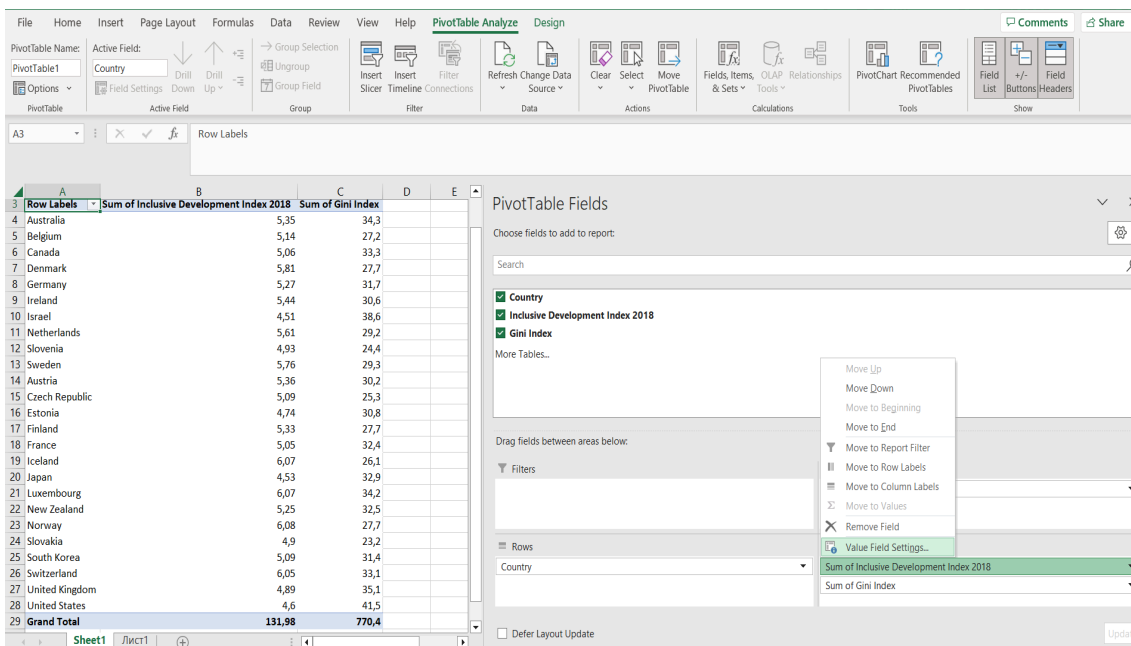 File Home Insert Page Layout Formulas Data Review View Help PivotTable Analyze Design Comments Share
PivotTable Name: Active Field:
PivotTable1 Country
Options Field Settings Drill Down Drill Up
Group Selection
Ungroup
Group Field
Insert Slicer Insert Timeline Filter Connections
Refresh Change Data Source
Clear Select Move PivotTable
Fields, Items, & Sets OLAP Tools Relationships
PivotChart Recommended PivotTables
Field List +/- Buttons Field Headers
PivotTable Active Field Group Filter Data Actions Calculations Tools Show
A3 fx Row Labels
A B C D E
3 Row Labels Sum of Inclusive Development Index 2018 Sum of Gini Index
4 Australia 5,35 34,3
5 Belgium 5,14 27,2
6 Canada 5,06 33,3
7 Denmark 5,81 27,7
8 Germany 5,27 31,7
9 Ireland 5,44 30,6
10 Israel 4,51 38,6
11 Netherlands 5,61 29,2
12 Slovenia 4,93 24,4
13 Sweden 5,76 29,3
14 Austria 5,36 30,2
15 Czech Republic 5,09 25,3
16 Estonia 4,74 30,8
17 Finland 5,33 27,7
18 France 5,05 32,4
19 Iceland 6,07 26,1
20 Japan 4,53 32,9
21 Luxembourg 6,07 34,2
22 New Zealand 5,25 32,5
23 Norway 6,08 27,7
24 Slovakia 4,9 23,2
25 South Korea 5,09 31,4
26 Switzerland 6,05 33,1
27 United Kingdom 4,89 35,1
28 United States 4,6 41,5
29 Grand Total 131,98 770,4
Sheet1 Лист1
PivotTable Fields
Choose fields to add to report:
Search
Country
Inclusive Development Index 2018
Gini Index
More Tables...
Drag fields between areas below:
Filters
Rows
Country
Move Up
Move Down
Move to Beginning
Move to End
Move to Report Filter
Move to Row Labels
Move to Column Labels
Σ Move to Values
Remove Field
Value Field Settings...
Sum of Inclusive Development Index 2018
Sum of Gini Index
Defer Layout Update